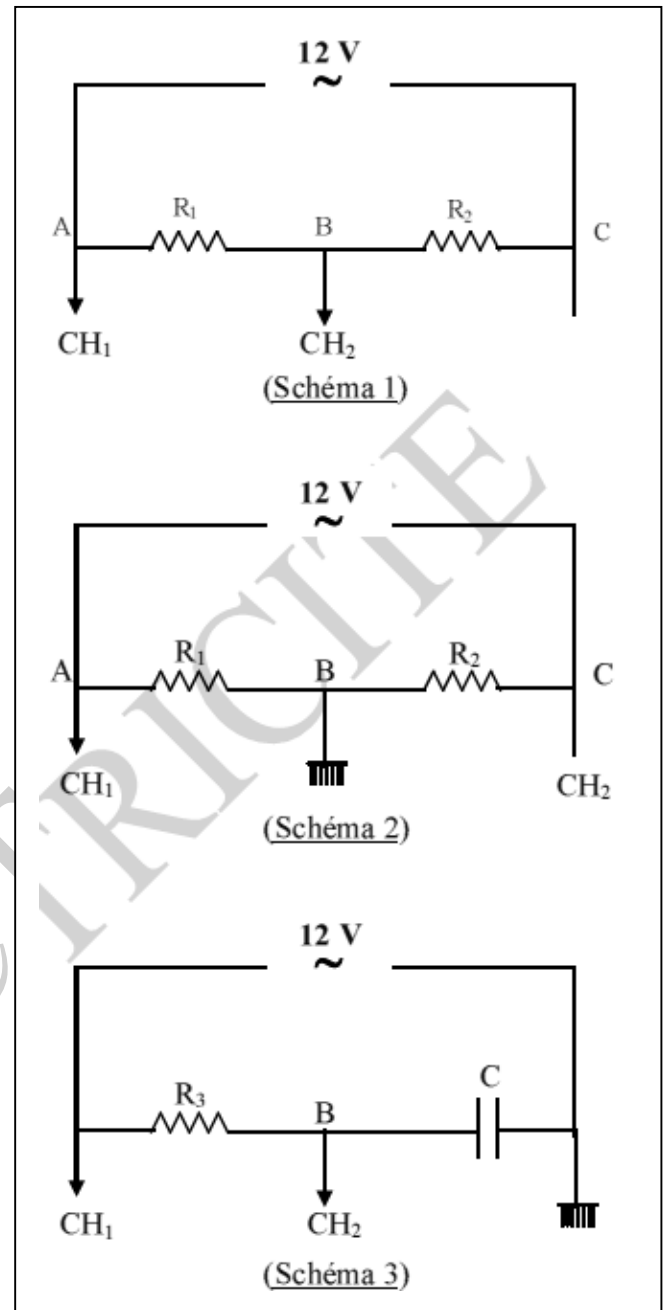 12 V
~
A R₁ B R₂ C
CH₁ CH₂
(Schéma 1)
12 V
~
A R₁ B R₂ C
CH₁ CH₂
(Schéma 2)
12 V
~
R₃ B C
CH₁ CH₂
(Schéma 3)
CTRICITE